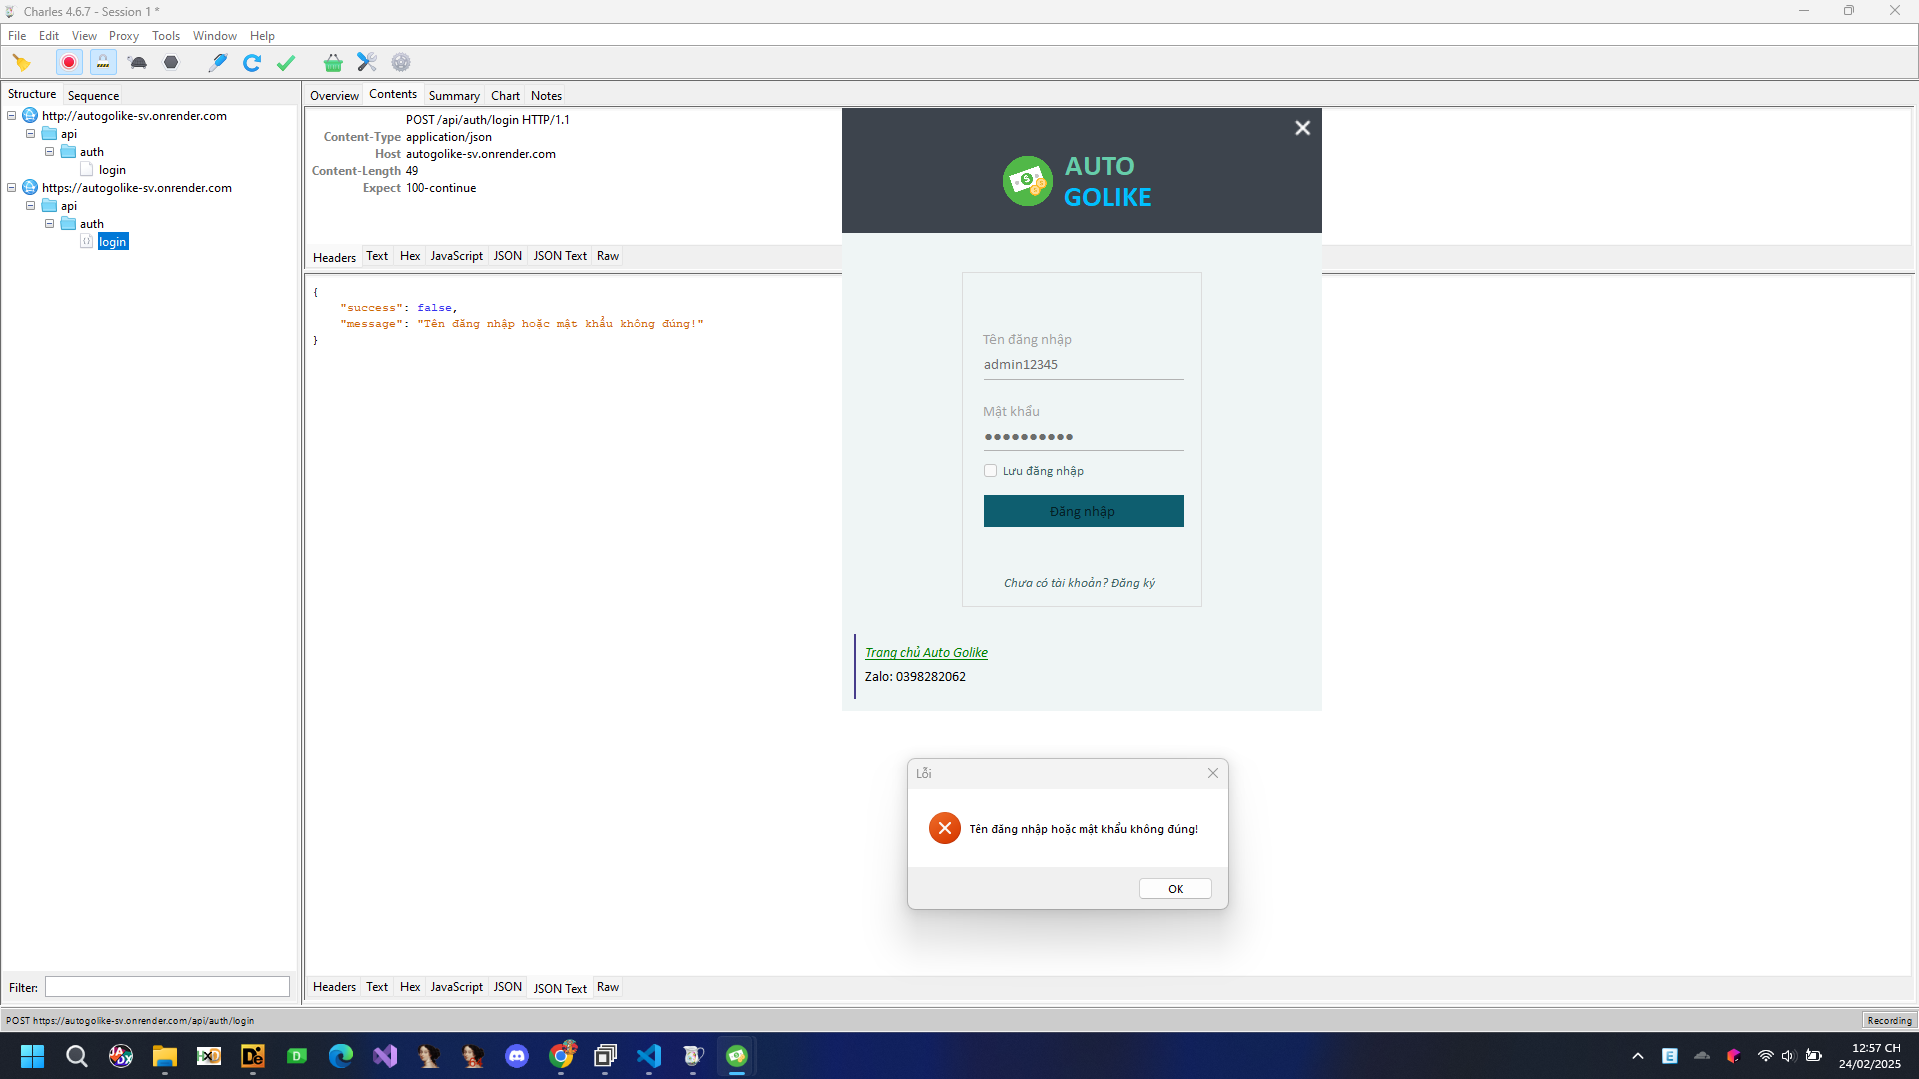 Charles 4.6.7 - Session 1 *
File Edit View Proxy Tools Window Help
Structure Sequence
http://autogolike-sv.onrender.com
api
auth
login
https://autogolike-sv.onrender.com
api
auth
login
Filter:
Overview Contents Summary Chart Notes
POST /api/auth/login HTTP/1.1
Content-Type application/json
Host autogolike-sv.onrender.com
Content-Length 49
Expect 100-continue
Headers Text Hex JavaScript JSON JSON Text Raw
{
"success": false,
"message": "Tên đăng nhập hoặc mật khẩu không đúng!"
}
Headers Text Hex JavaScript JSON JSON Text Raw
AUTO
GOLIKE
Tên đăng nhập
admin12345
Mật khẩu
●●●●●●●●●●
Lưu đăng nhập
Đăng nhập
Chưa có tài khoản? Đăng ký
Trang chủ Auto Golike
Zalo: 0398282062
Lỗi
Tên đăng nhập hoặc mật khẩu không đúng!
OK
POST https://autogolike-sv.onrender.com/api/auth/login
Recording
12:57 CH
24/02/2025